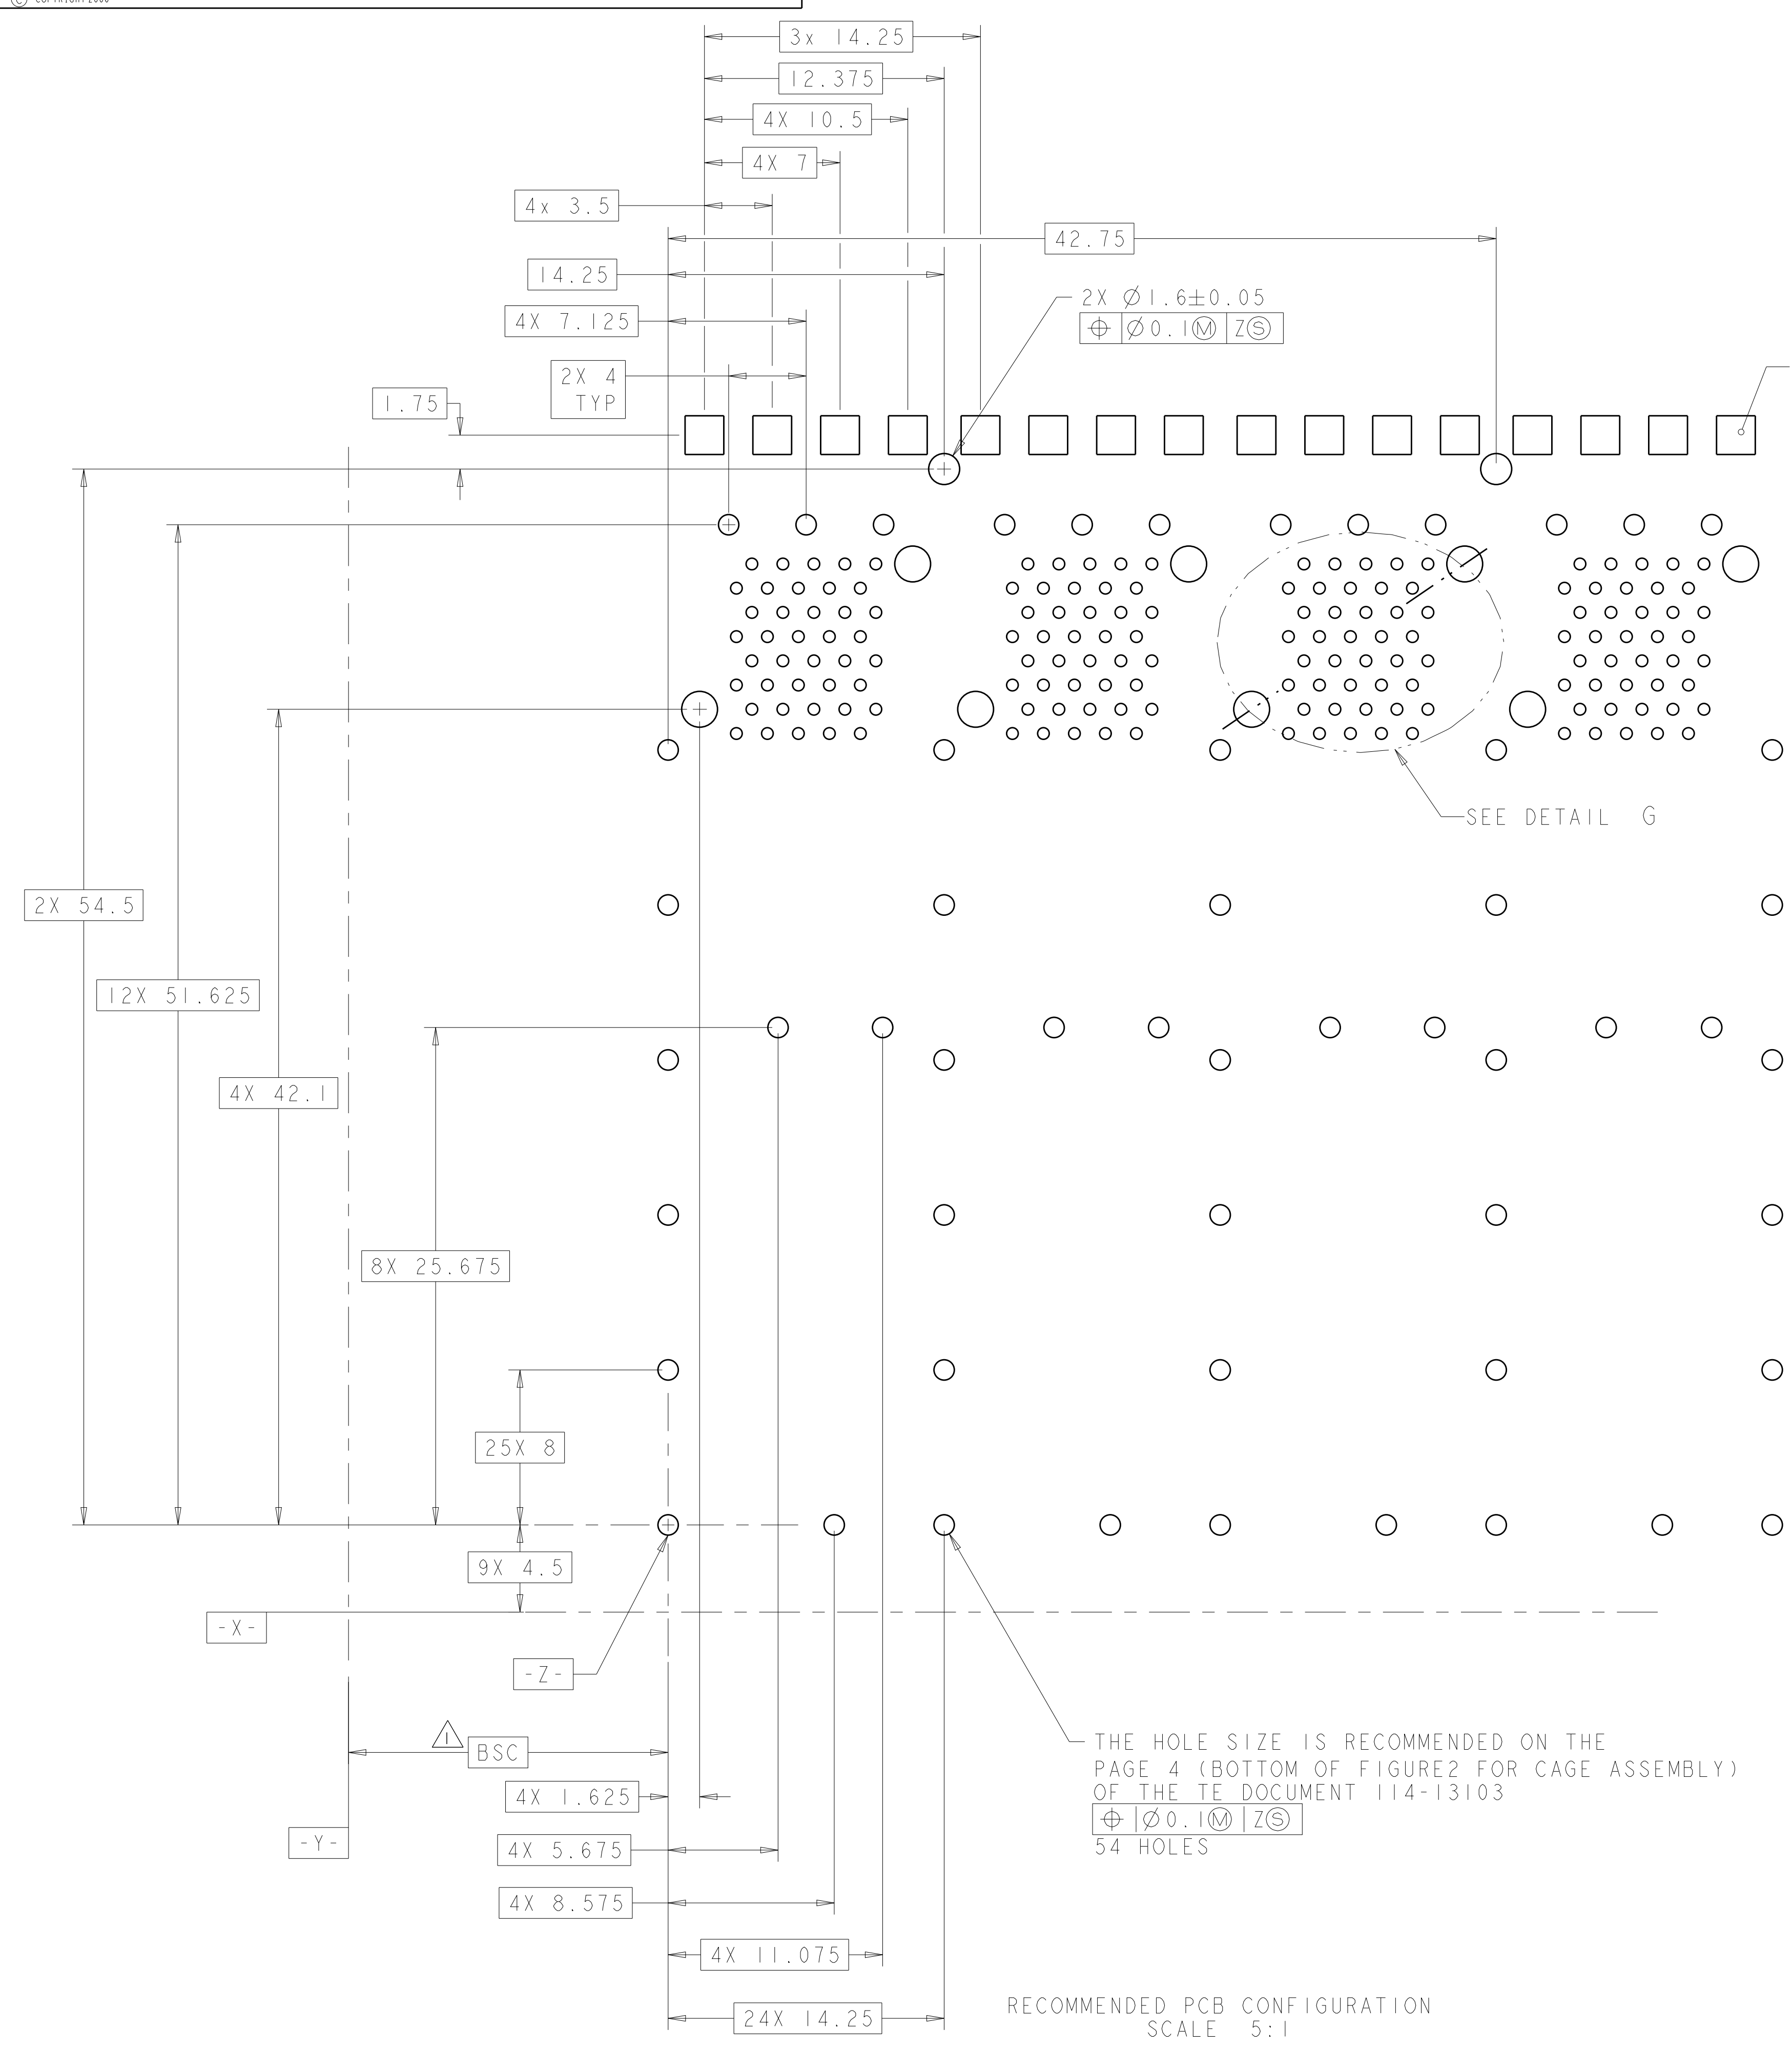 © COPYRIGHT 2006
3x 14.25
12.375
4X 10.5
4X 7
4x 3.5
42.75
14.25
2X ⌀1.6±0.05
4X 7.125
⌖ ⌀0.1Ⓜ ZⓈ
2X 4
TYP
1.75
SEE DETAIL G
2X 54.5
12X 51.625
4X 42.1
8X 25.675
25X 8
9X 4.5
-X-
-Z-
1
BSC
THE HOLE SIZE IS RECOMMENDED ON THE
PAGE 4 (BOTTOM OF FIGURE2 FOR CAGE ASSEMBLY)
OF THE TE DOCUMENT 114-13103
⌖ ⌀0.1Ⓜ ZⓈ
54 HOLES
4X 1.625
-Y-
4X 5.675
4X 8.575
4X 11.075
24X 14.25
RECOMMENDED PCB CONFIGURATION
SCALE 5:1